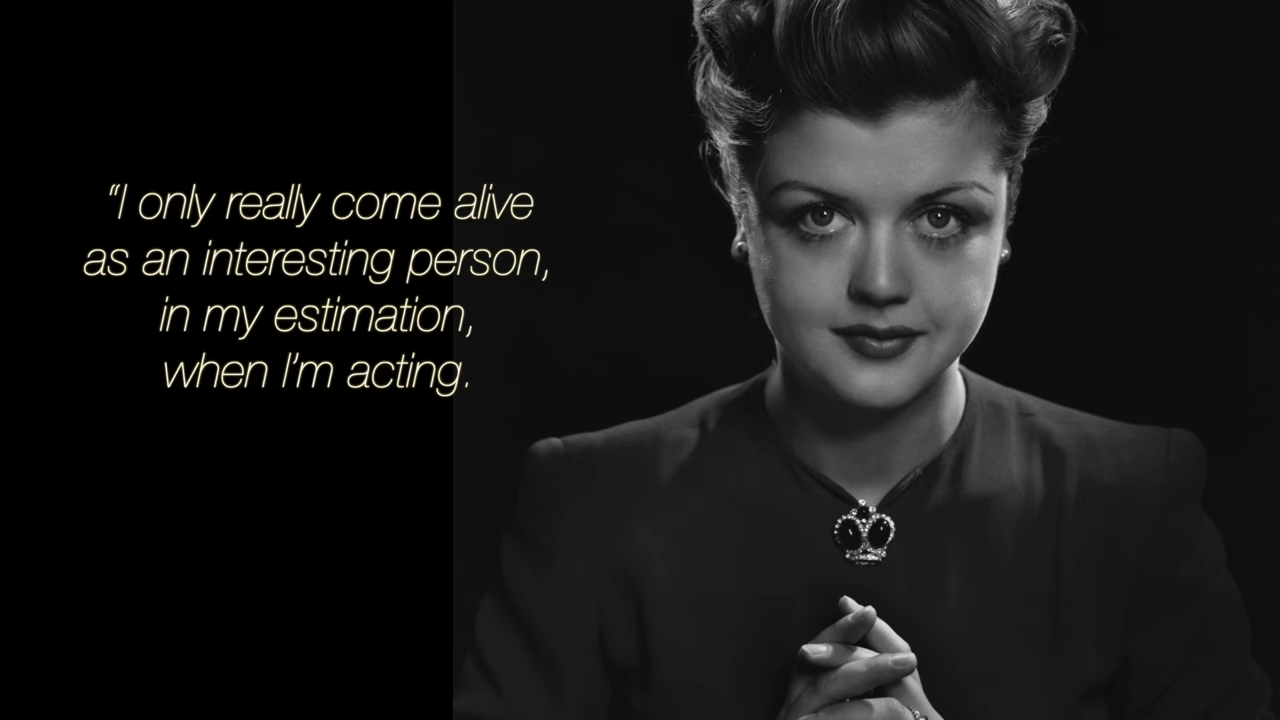 “I only really come alive
as an interesting person,
in my estimation,
when I’m acting.